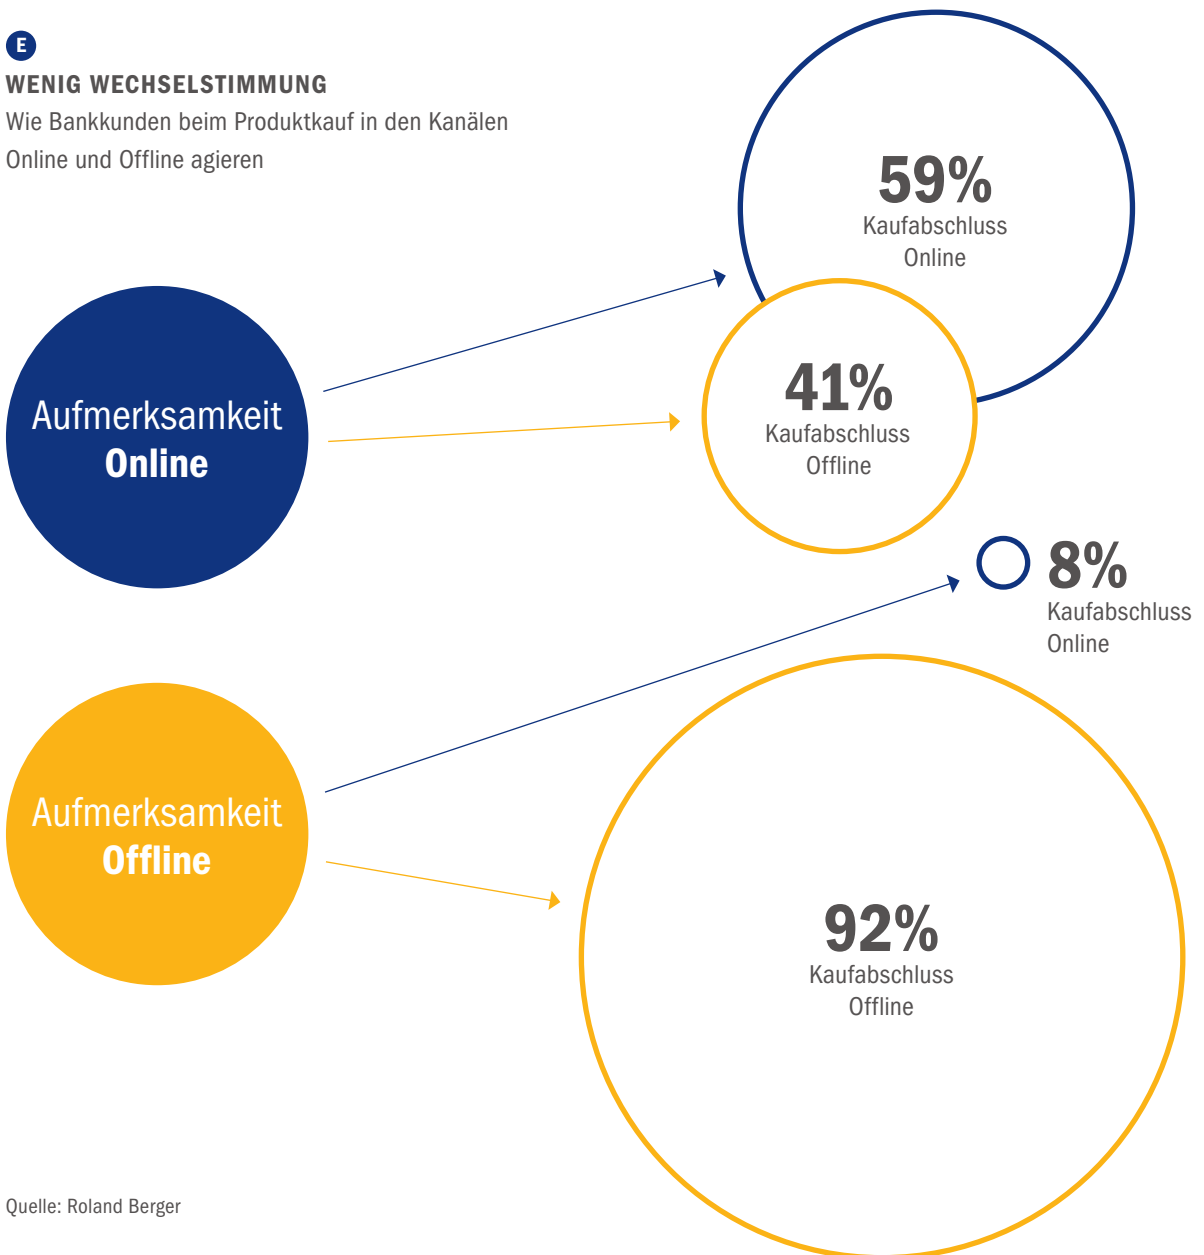 E
WENIG WECHSELSTIMMUNG
Wie Bankkunden beim Produktkauf in den Kanälen
Online und Offline agieren
59%
Kaufabschluss
Online
Aufmerksamkeit
Online
41%
Kaufabschluss
Offline
8%
Kaufabschluss
Online
Aufmerksamkeit
Offline
92%
Kaufabschluss
Offline
Quelle: Roland Berger